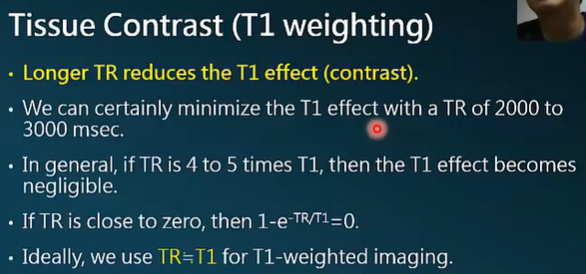 Tissue Contrast (T1 weighting)
• Longer TR reduces the T1 effect (contrast).
• We can certainly minimize the T1 effect with a TR of 2000 to
3000 msec.
• In general, if TR is 4 to 5 times T1, then the T1 effect becomes
negligible.
• If TR is close to zero, then 1-e-TR/T1=0.
• Ideally, we use TR≒T1 for T1-weighted imaging.